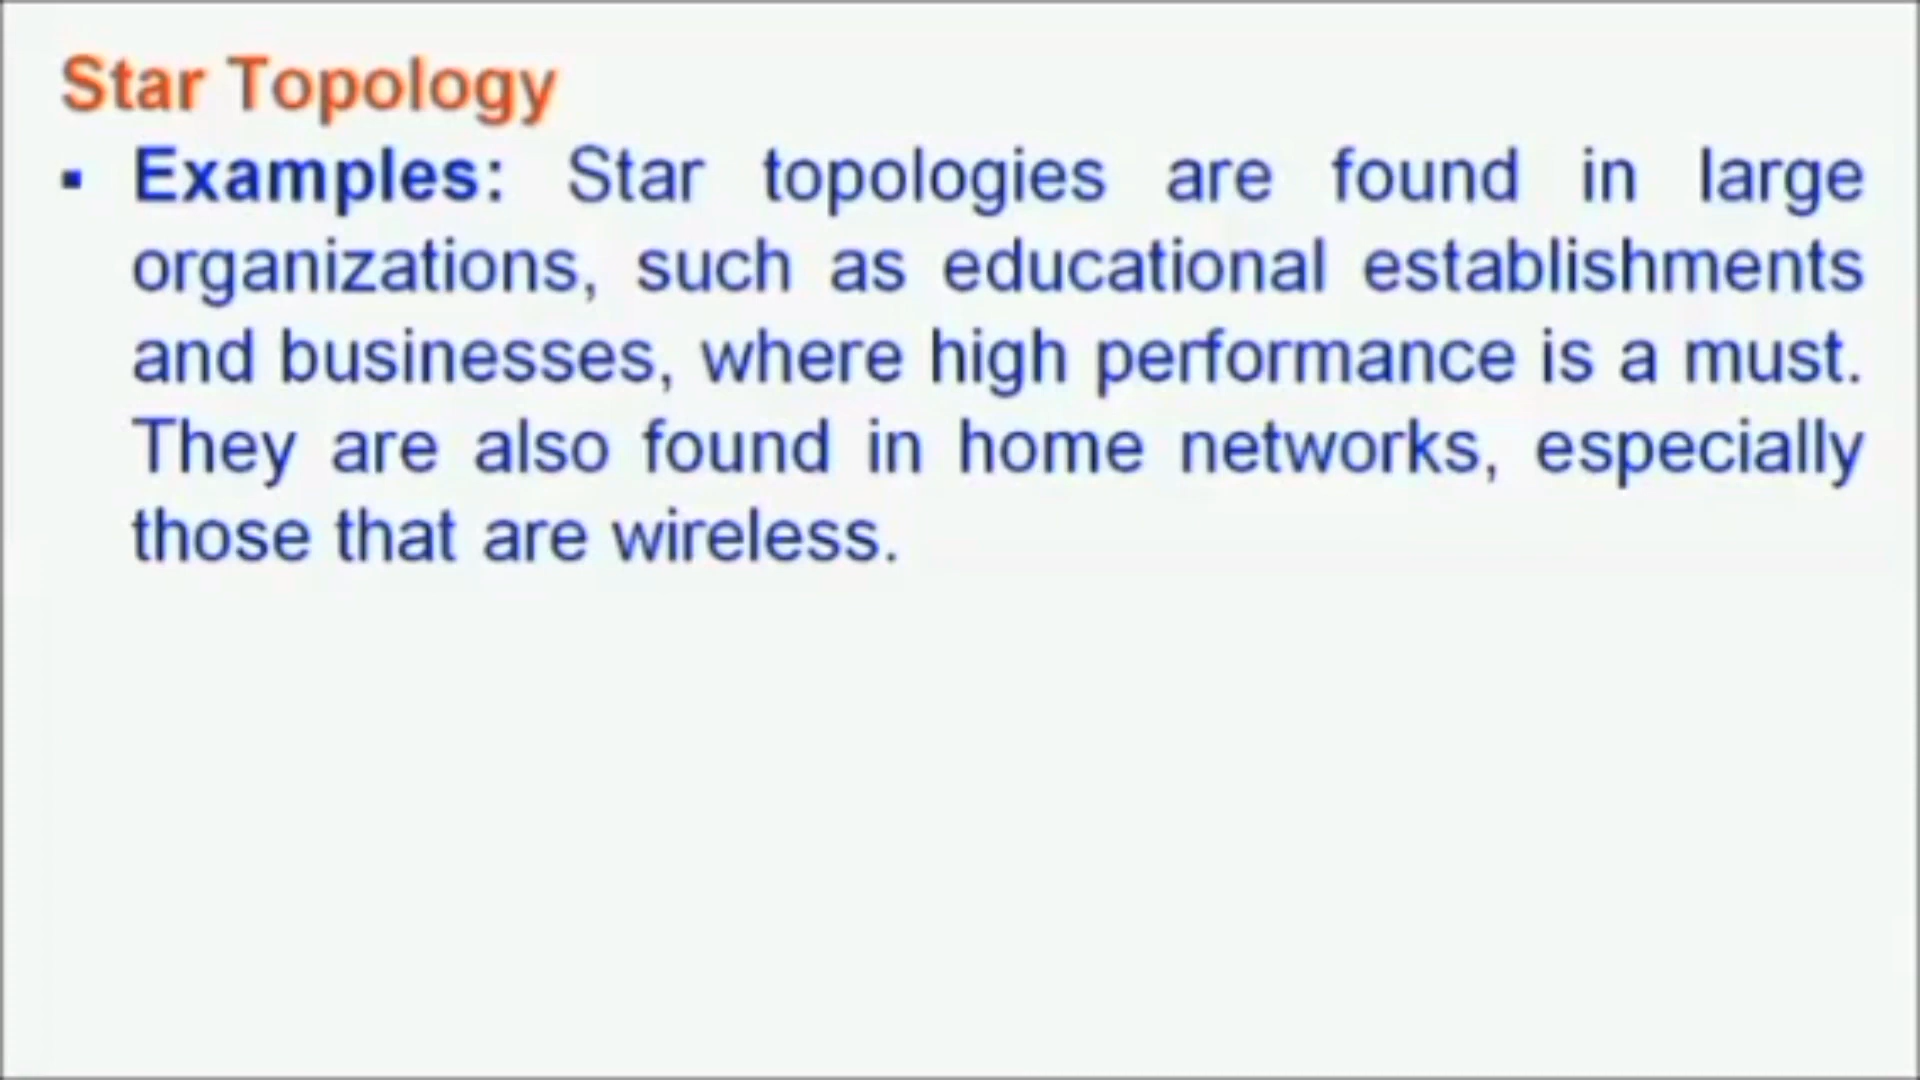 Star Topology
▪ Examples: Star topologies are found in large
organizations, such as educational establishments
and businesses, where high performance is a must.
They are also found in home networks, especially
those that are wireless.